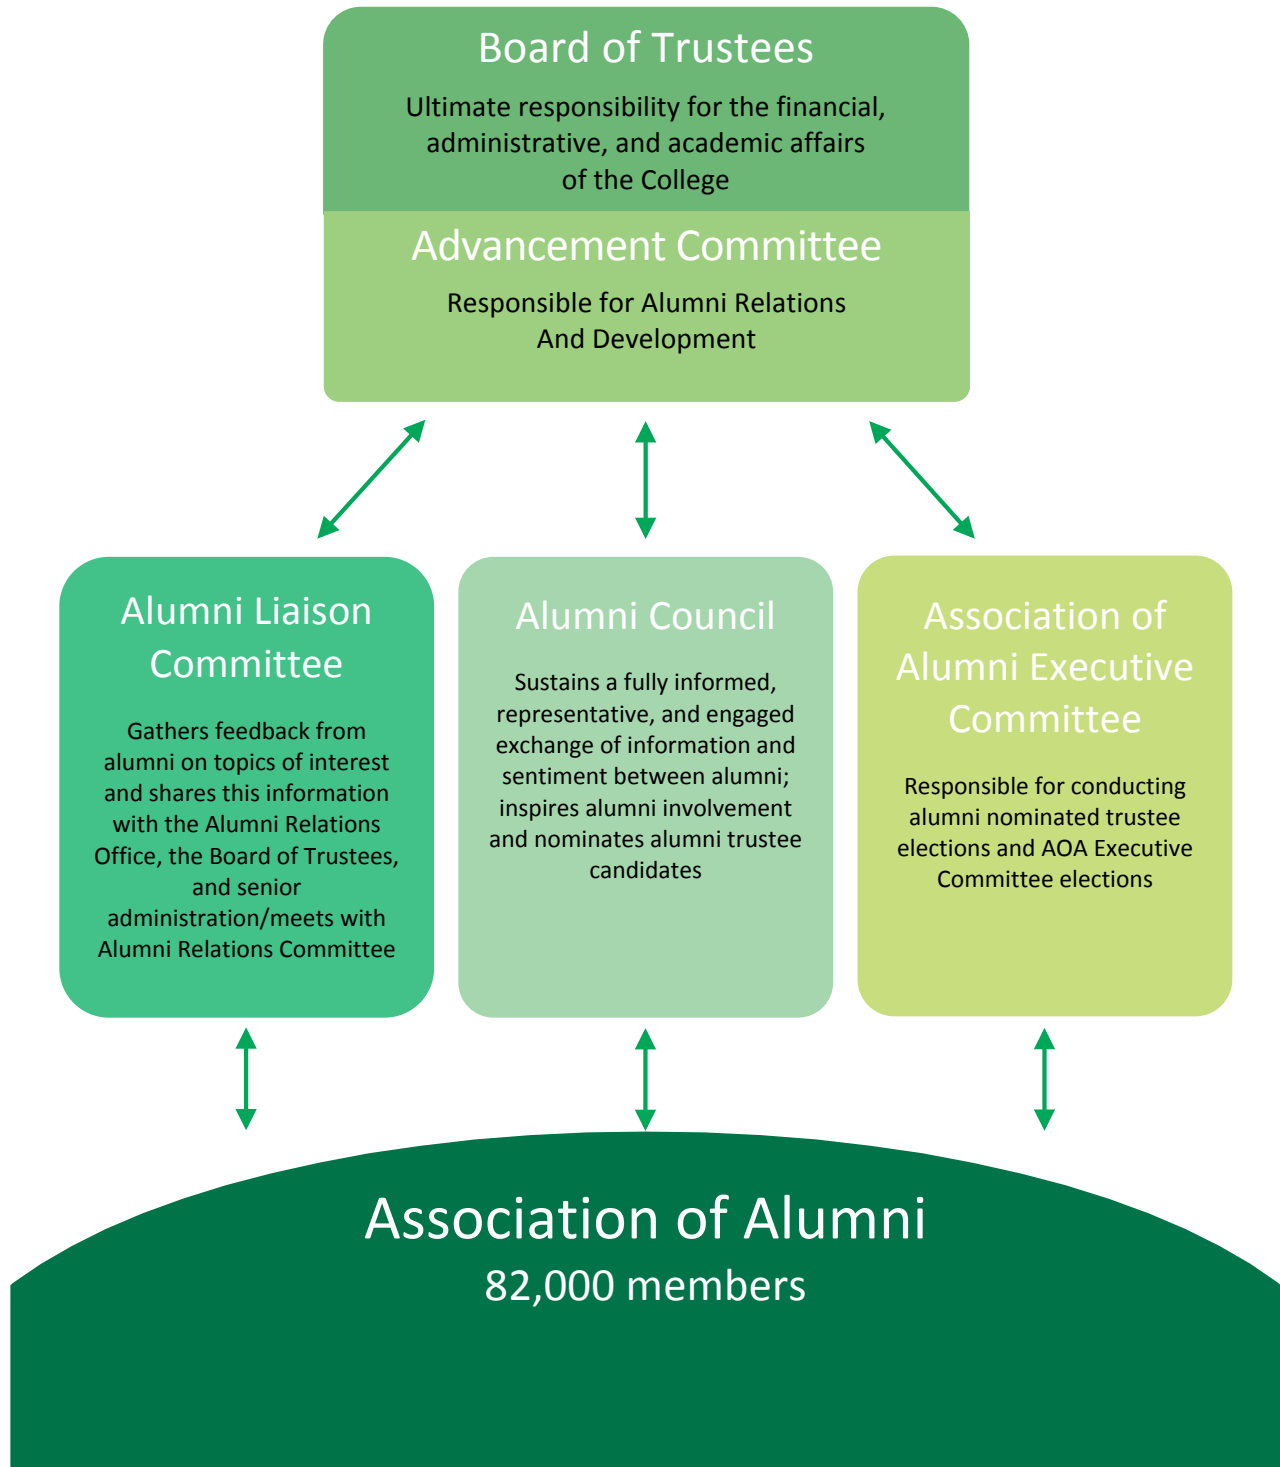 Board of Trustees
Ultimate responsibility for the financial,
administrative, and academic affairs
of the College
Advancement Committee
Responsible for Alumni Relations
And Development
Alumni Liaison
Committee
Gathers feedback from
alumni on topics of interest
and shares this information
with the Alumni Relations
Office, the Board of Trustees,
and senior
administration/meets with
Alumni Relations Committee
Alumni Council
Sustains a fully informed,
representative, and engaged
exchange of information and
sentiment between alumni;
inspires alumni involvement
and nominates alumni trustee
candidates
Association of
Alumni Executive
Committee
Responsible for conducting
alumni nominated trustee
elections and AOA Executive
Committee elections
Association of Alumni
82,000 members